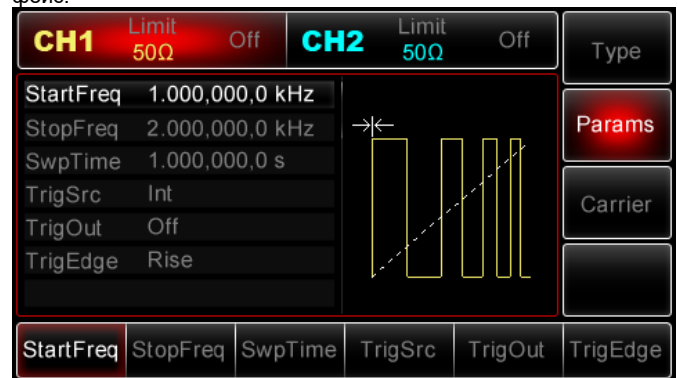 фейс.
CH1 Limit 50Ω Off CH2 Limit 50Ω Off Type
StartFreq 1.000,000,0 kHz
StopFreq 2.000,000,0 kHz
SwpTime 1.000,000,0 s
TrigSrc Int
TrigOut Off
TrigEdge Rise
Params
Carrier
StartFreq StopFreq SwpTime TrigSrc TrigOut TrigEdge